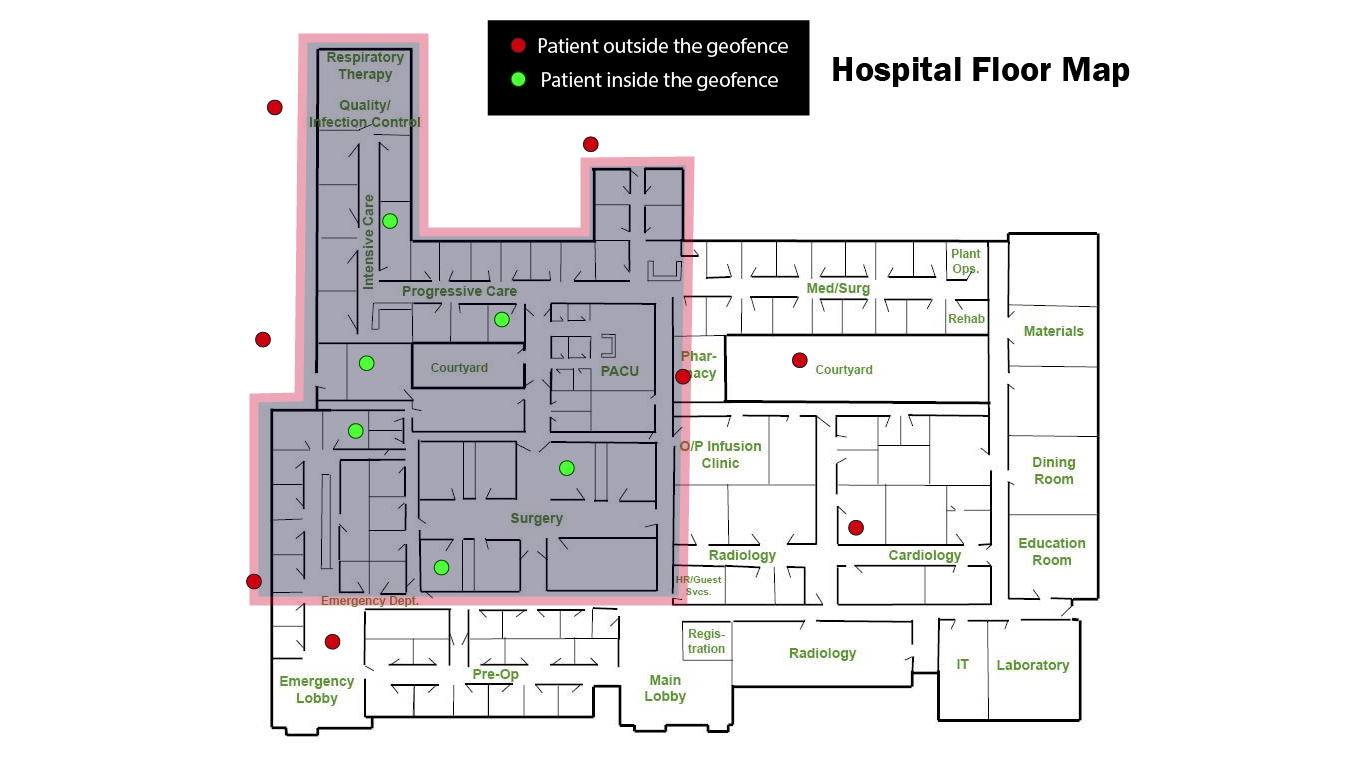 Patient outside the geofence
Patient inside the geofence
Hospital Floor Map
Respiratory
Therapy
Quality/
Infection Control
Intensive Care
Progressive Care
Courtyard
PACU
Surgery
Emergency Dept.
Plant
Ops.
Med/Surg
Rehab
Phar-
macy
Courtyard
Materials
O/P Infusion
Clinic
Dining
Room
Radiology
Cardiology
Education
Room
HR/Guest
Svcs.
Regis-
tration
Radiology
IT
Laboratory
Pre-Op
Main
Lobby
Emergency
Lobby